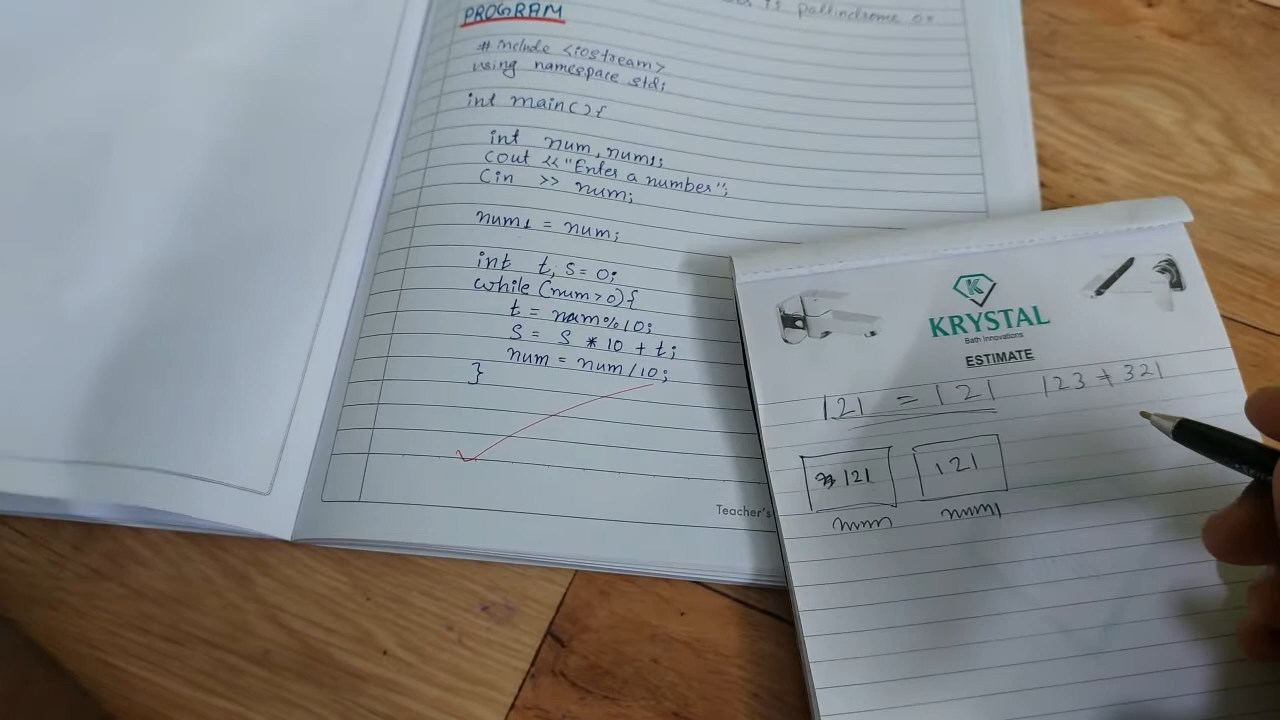 is pallindrome or
PROGRAM
# include <iostream>
using namespace std;
int main(){
int num, num1;
cout << "Enter a number";
Cin >> num;
num1 = num;
int t, s = 0;
while (num>0){
t = num%10;
S = S * 10 + t;
num = num/10;
}
Teacher's
K
KRYSTAL
Bath Innovations
ESTIMATE
121 = 121 123 ≠ 321
121 121
num num1